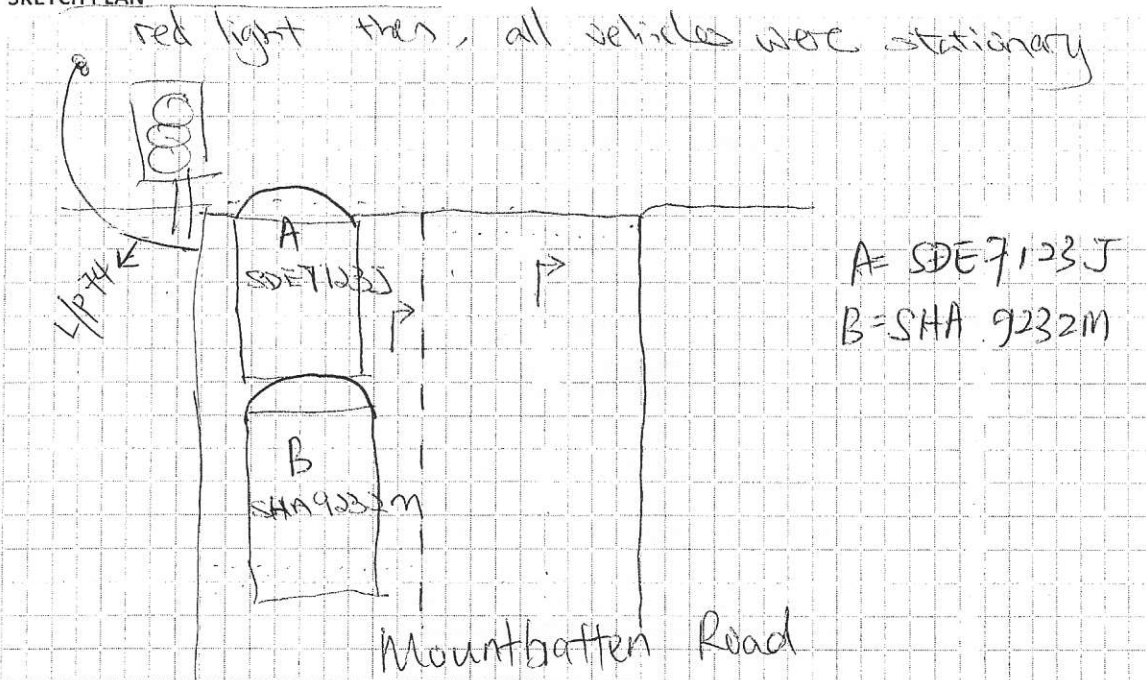 SKETCH PLAN
red light then, all vehicles were stationary
L/P 74
A
SDE7123J
A= SDE7123J
B=SHA 9232M
B
SHA9232M
Mountbatten Road